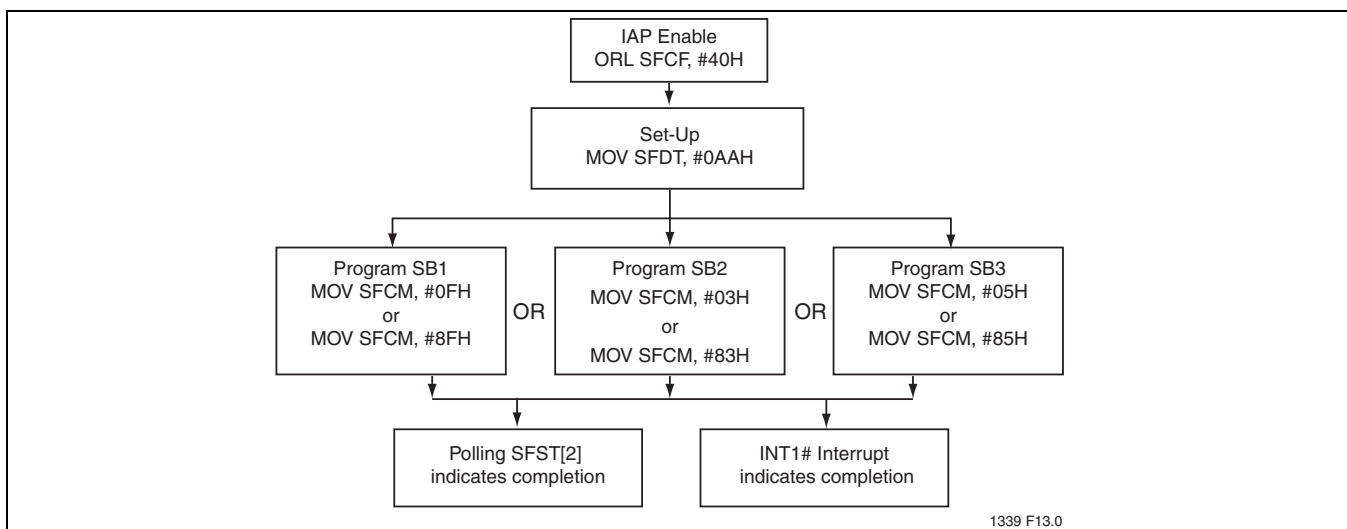 IAP Enable
ORL SFCF, #40H
Set-Up
MOV SFDT, #0AAH
Program SB1
MOV SFCM, #0FH
or
MOV SFCM, #8FH
OR
Program SB2
MOV SFCM, #03H
or
MOV SFCM, #83H
OR
Program SB3
MOV SFCM, #05H
or
MOV SFCM, #85H
Polling SFST[2]
indicates completion
INT1# Interrupt
indicates completion
1339 F13.0